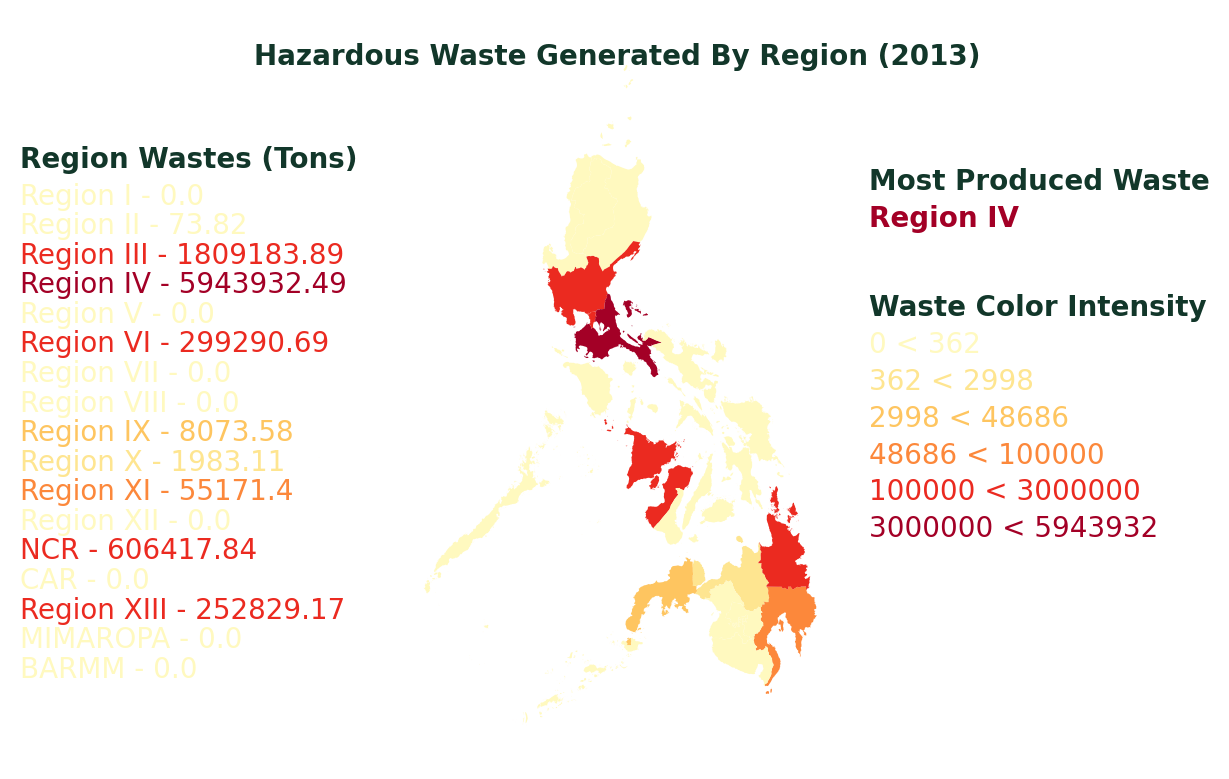 Hazardous Waste Generated By Region (2013)
Region Wastes (Tons)
Region I - 0.0
Region II - 73.82
Region III - 1809183.89
Region IV - 5943932.49
Region V - 0.0
Region VI - 299290.69
Region VII - 0.0
Region VIII - 0.0
Region IX - 8073.58
Region X - 1983.11
Region XI - 55171.4
Region XII - 0.0
NCR - 606417.84
CAR - 0.0
Region XIII - 252829.17
MIMAROPA - 0.0
BARMM - 0.0
Most Produced Waste
Region IV
Waste Color Intensity
0 < 362
362 < 2998
2998 < 48686
48686 < 100000
100000 < 3000000
3000000 < 5943932